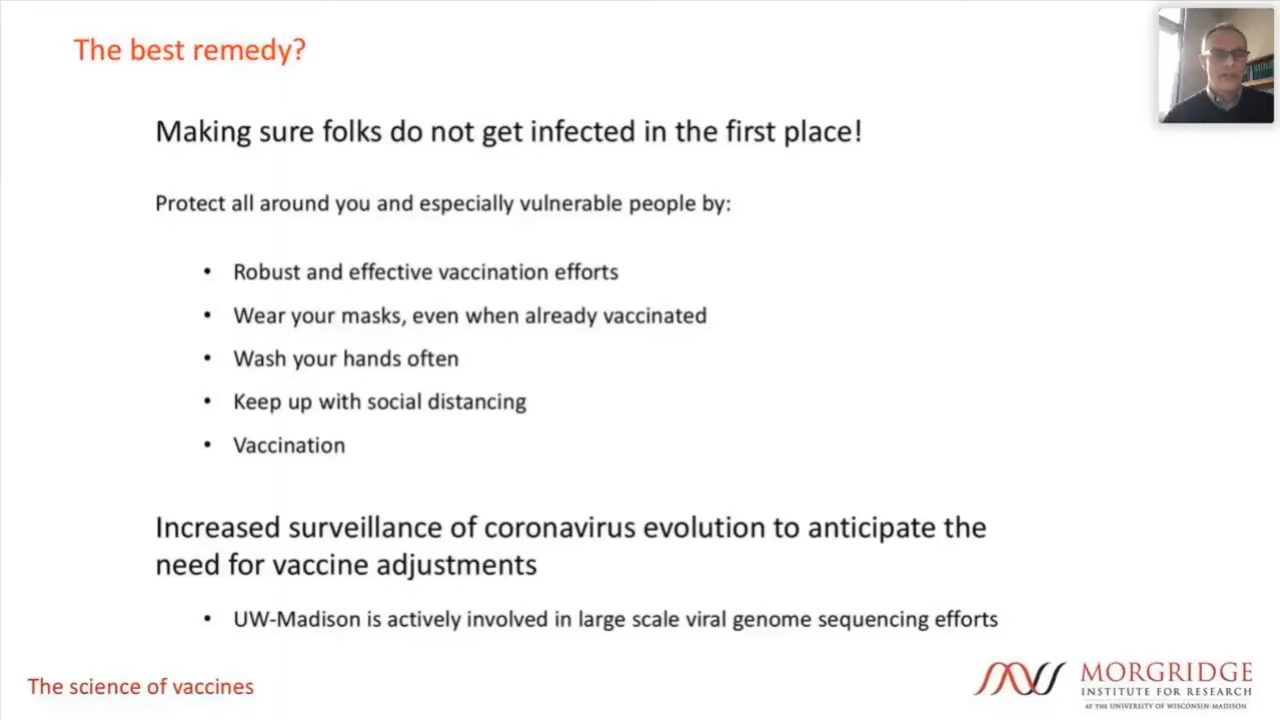 The best remedy?
Making sure folks do not get infected in the first place!
Protect all around you and especially vulnerable people by:
• Robust and effective vaccination efforts
• Wear your masks, even when already vaccinated
• Wash your hands often
• Keep up with social distancing
• Vaccination
Increased surveillance of coronavirus evolution to anticipate the
need for vaccine adjustments
• UW-Madison is actively involved in large scale viral genome sequencing efforts
The science of vaccines
MORGRIDGE
INSTITUTE FOR RESEARCH
AT THE UNIVERSITY OF WISCONSIN-MADISON